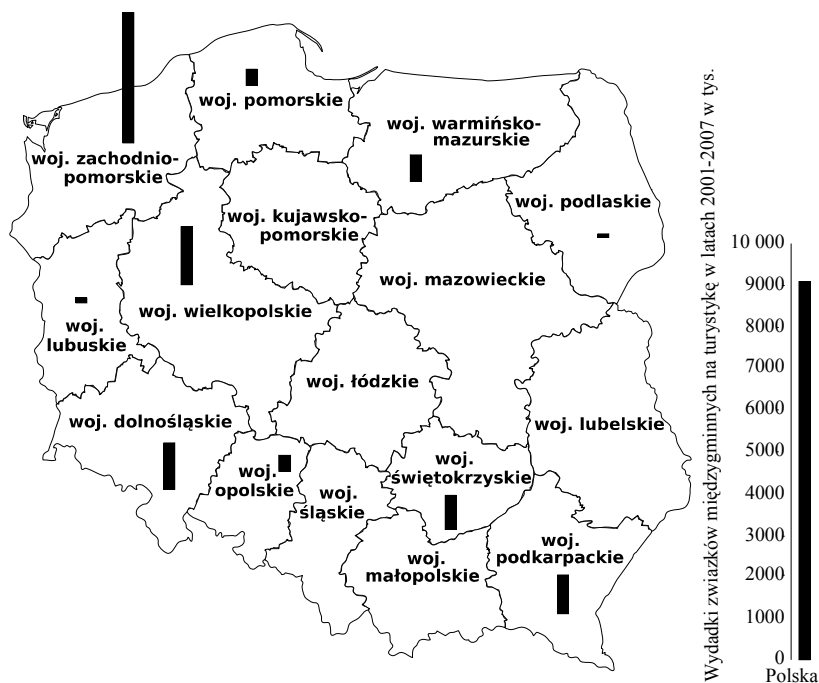 woj. pomorskie
woj. warmińsko-
mazurskie
woj. zachodnio-
pomorskie
woj. podlaskie
woj. kujawsko-
pomorskie
woj. mazowieckie
woj. wielkopolskie
woj.
lubuskie
woj. łódzkie
woj. dolnośląskie
woj. lubelskie
woj.
opolskie
woj.
śląskie
woj.
świętokrzyskie
woj.
małopolskie
woj.
podkarpackie
Wydadki zwiazków międzygminnych na turystykę w latach 2001-2007 w tys.
10 000
9000
8000
7000
6000
5000
4000
3000
2000
1000
0
Polska